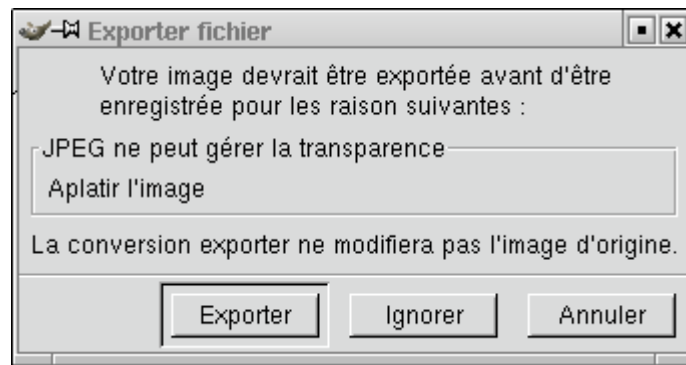 Exporter fichier
Votre image devrait être exportée avant d'être
enregistrée pour les raison suivantes :
JPEG ne peut gérer la transparence
Aplatir l'image
La conversion exporter ne modifiera pas l'image d'origine.
Exporter Ignorer Annuler